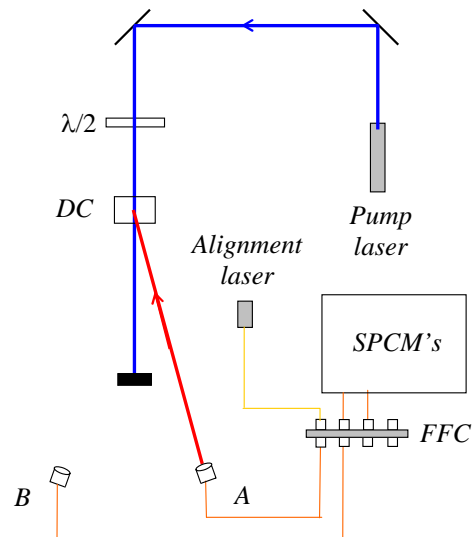 λ/2
DC
Pump
laser
Alignment
laser
SPCM's
FFC
A
B